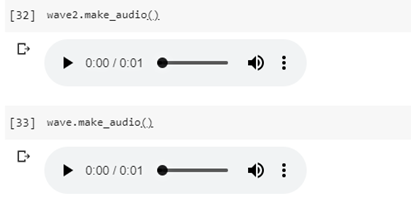 [32] wave2.make_audio()
0:00 / 0:01
[33] wave.make_audio()
0:00 / 0:01